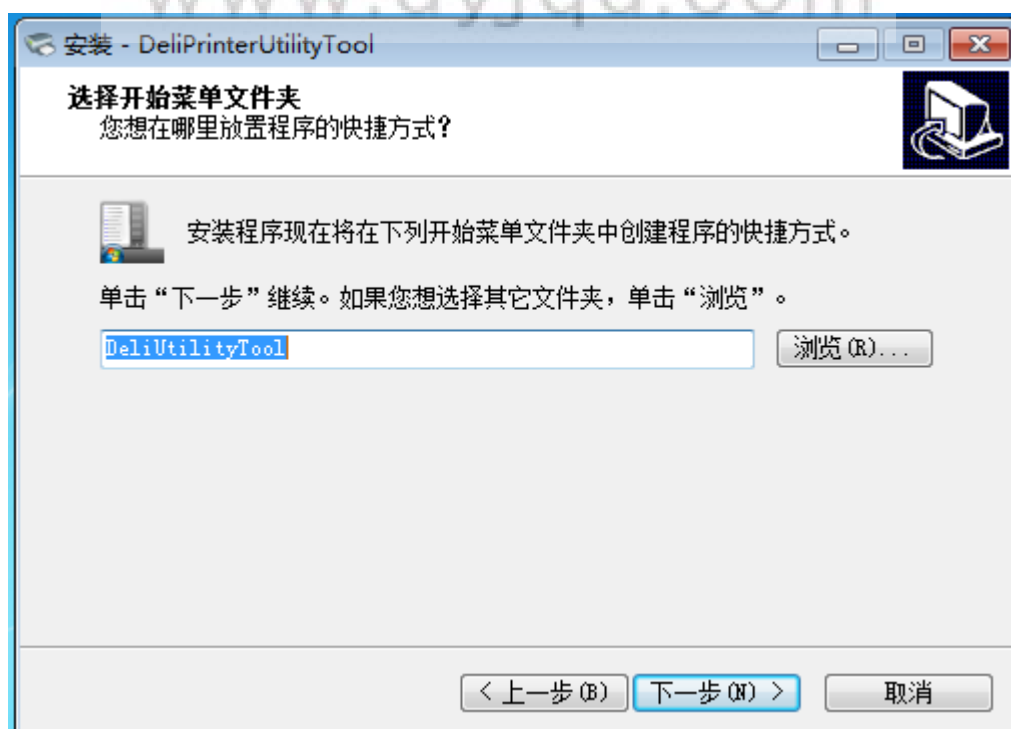 www.dyjqd.com
安装 - DeliPrinterUtilityTool
选择开始菜单文件夹
您想在哪里放置程序的快捷方式?
安装程序现在将在下列开始菜单文件夹中创建程序的快捷方式。
单击“下一步”继续。如果您想选择其它文件夹，单击“浏览”。
DeliUtilityTool
浏览(R)...
< 上一步(B)
下一步(N) >
取消